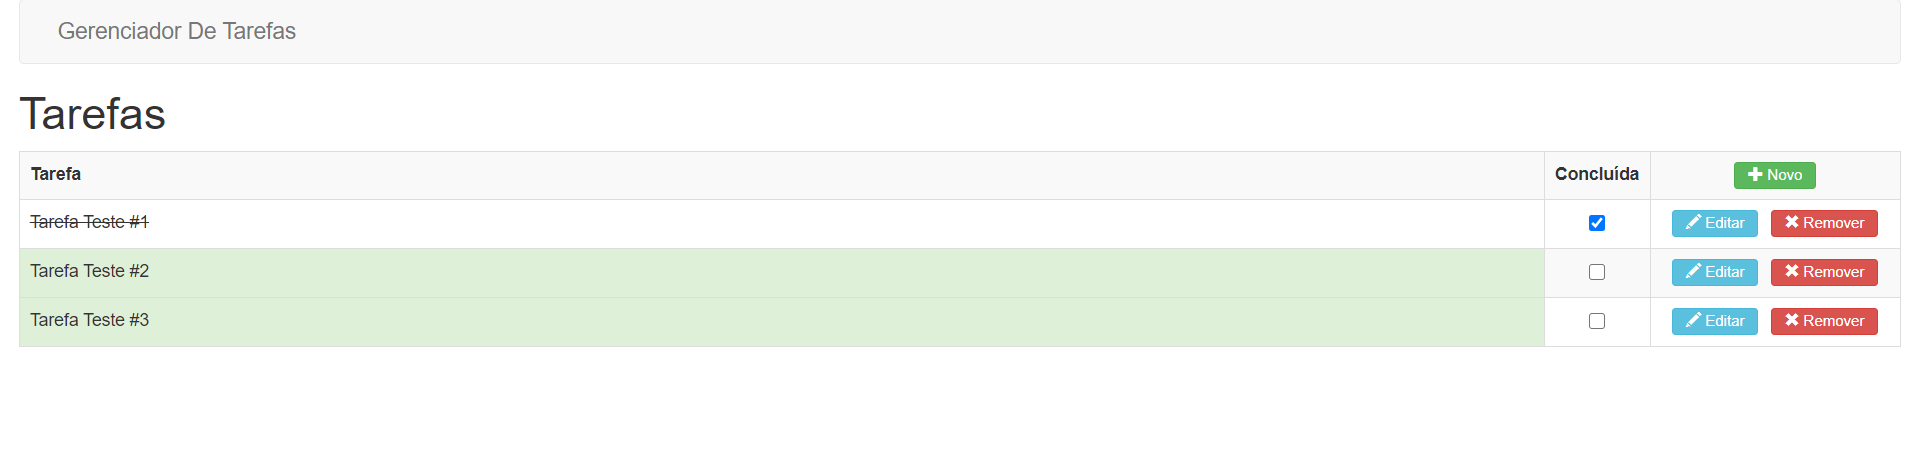 Gerenciador De Tarefas
Tarefas
Tarefa Concluída Novo
Tarefa Teste #1 Editar Remover
Tarefa Teste #2 Editar Remover
Tarefa Teste #3 Editar Remover